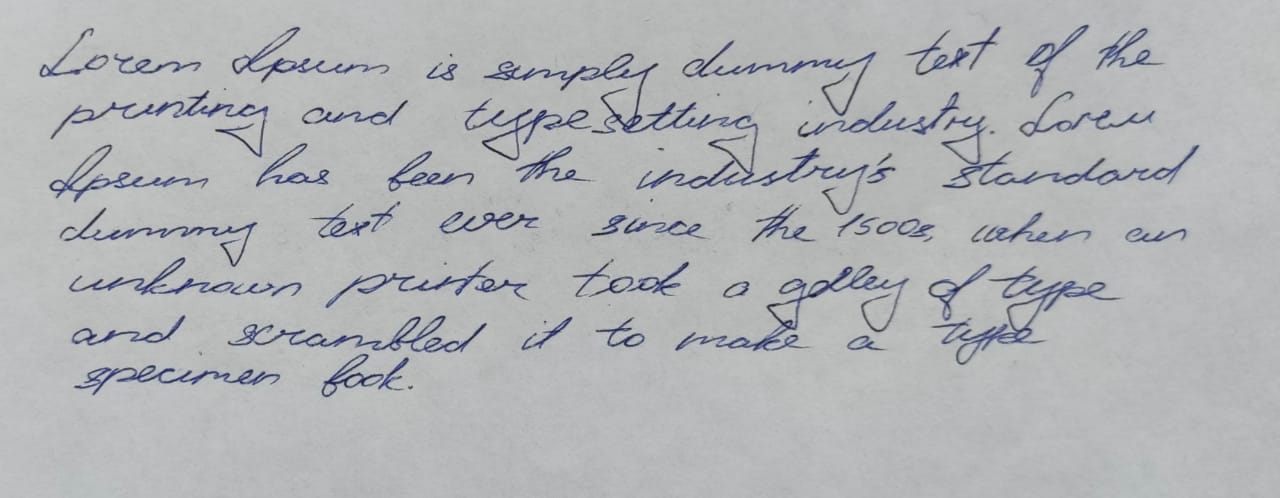 Lorem Ipsum is simply dummy text of the
printing and typesetting industry. Lorem
Ipsum has been the industry's standard
dummy text ever since the 1500s, when an
unknown printer took a galley of type
and scrambled it to make a type
specimen book.